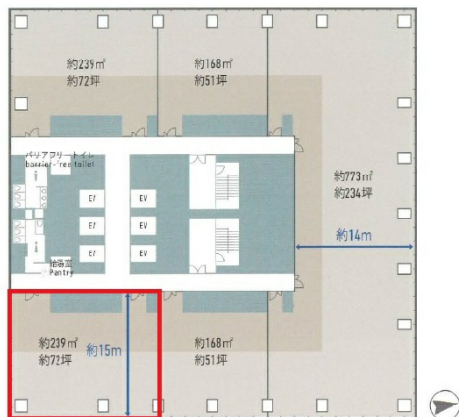 約239㎡
約72坪
約168㎡
約51坪
バリアフリートイレ
barrier-free toilet
約773㎡
約234坪
EV
EV
約14m
EV
EV
EV
EV
給湯室
Pantry
約239㎡
約72坪
約15m
約168㎡
約51坪